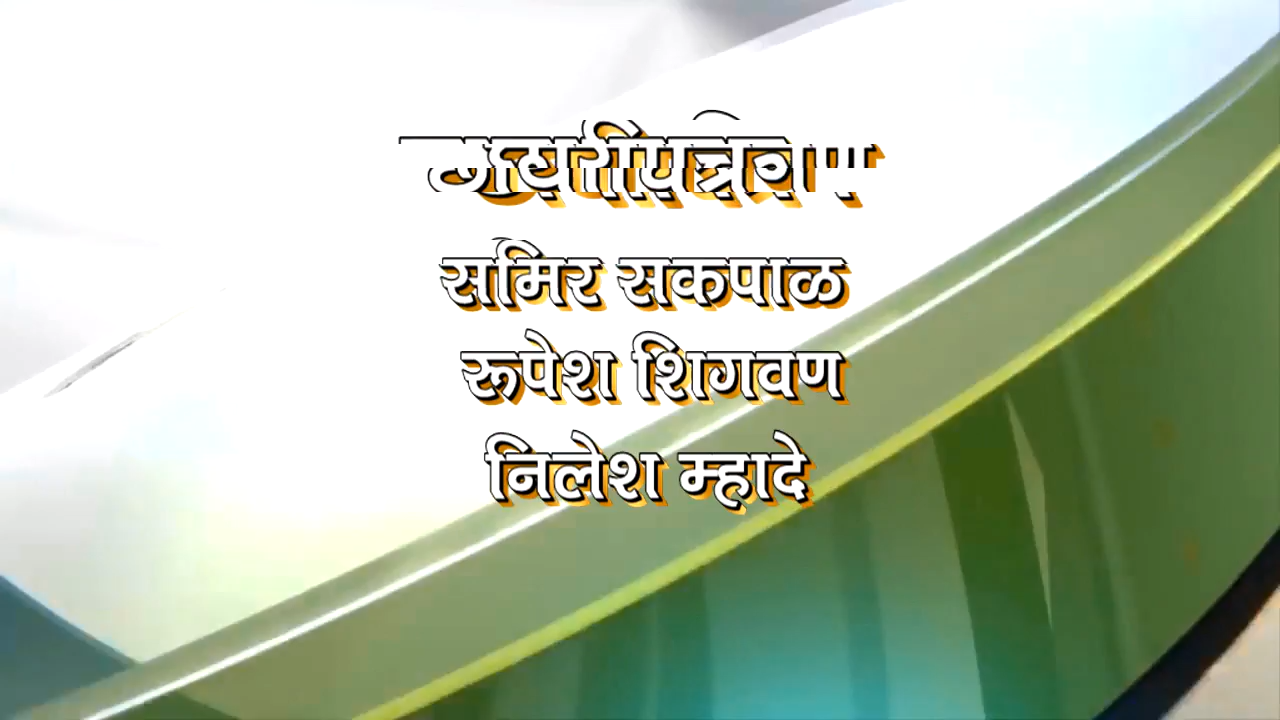 समिर सकपाळ
रूपेश शिगवण
निलेश म्हादे